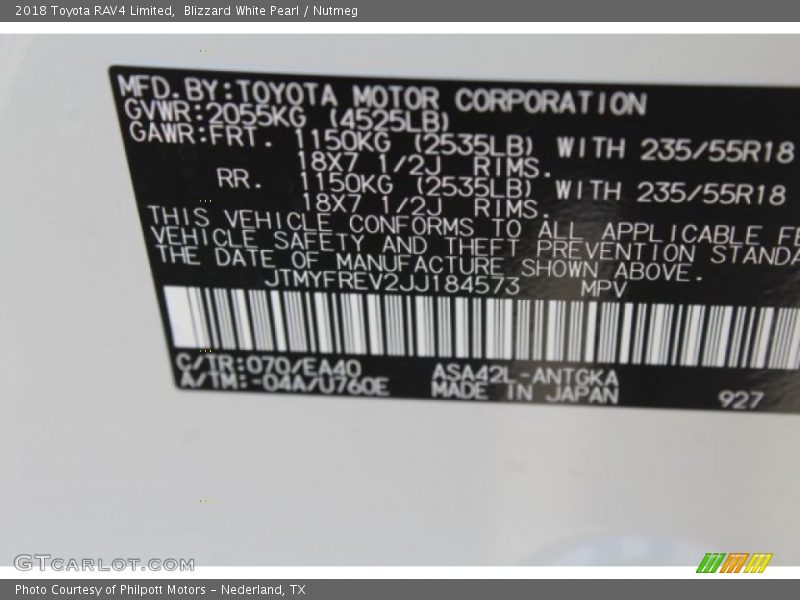 2018 Toyota RAV4 Limited, Blizzard White Pearl / Nutmeg
MFD.BY:TOYOTA MOTOR CORPORATION
GVWR:2055KG (4525LB)
GAWR:FRT. 1150KG (2535LB) WITH 235/55R18
18X7 1/2J RIMS.
RR. 1150KG (2535LB) WITH 235/55R18
18X7 1/2J RIMS.
THIS VEHICLE CONFORMS TO ALL APPLICABLE FE
VEHICLE SAFETY AND THEFT PREVENTION STANDA
THE DATE OF MANUFACTURE SHOWN ABOVE.
JTMYFREV2JJ184573 MPV
C/TR:070/EA40 ASA42L-ANTGKA
A/TM:-04A/U760E MADE IN JAPAN 927
GTCARLOT.COM
Photo Courtesy of Philpott Motors - Nederland, TX